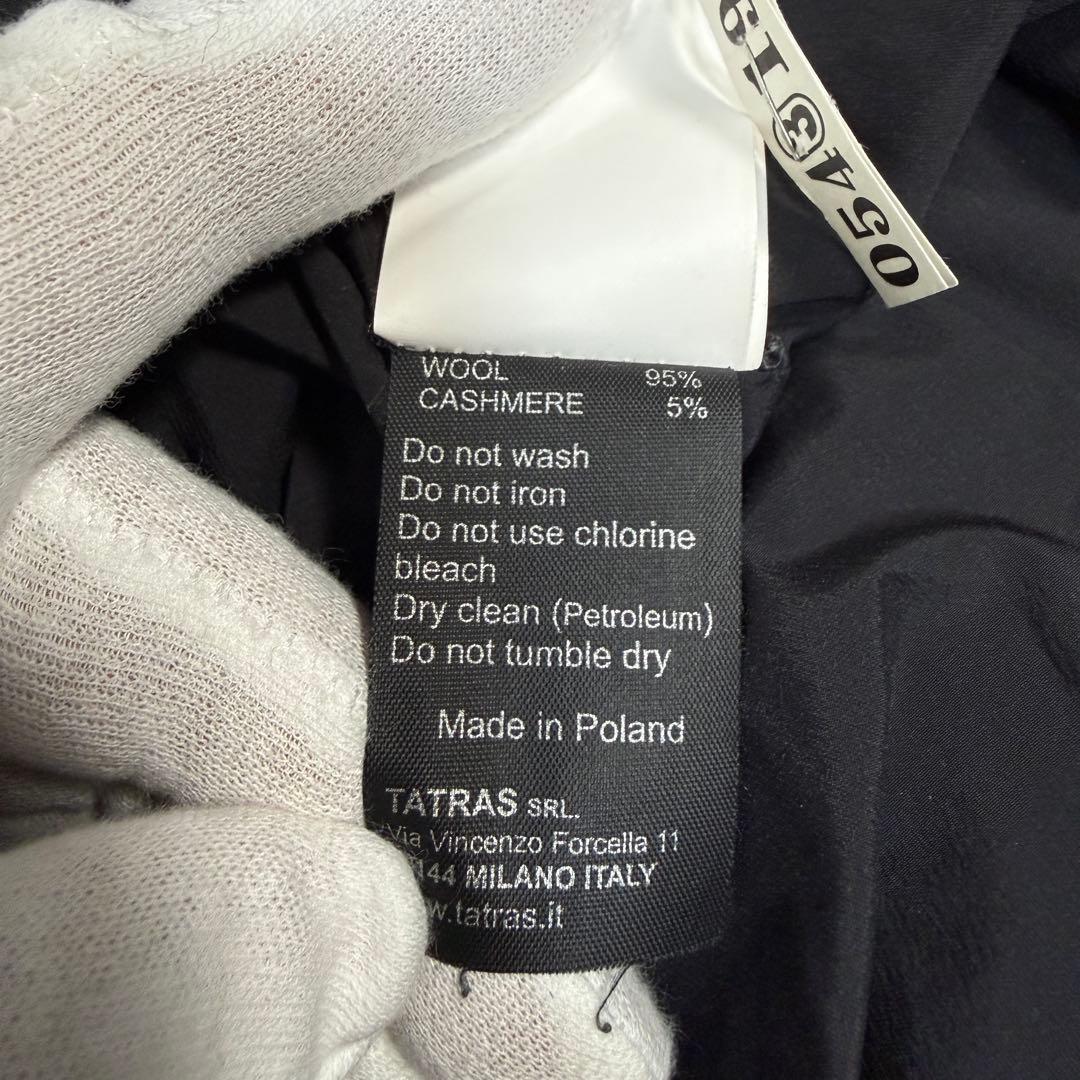 054319
WOOL 95%
CASHMERE 5%
Do not wash
Do not iron
Do not use chlorine
bleach
Dry clean (Petroleum)
Do not tumble dry
Made in Poland
TATRAS SRL.
Via Vincenzo Forcella 11
144 MILANO ITALY
w.tatras.it